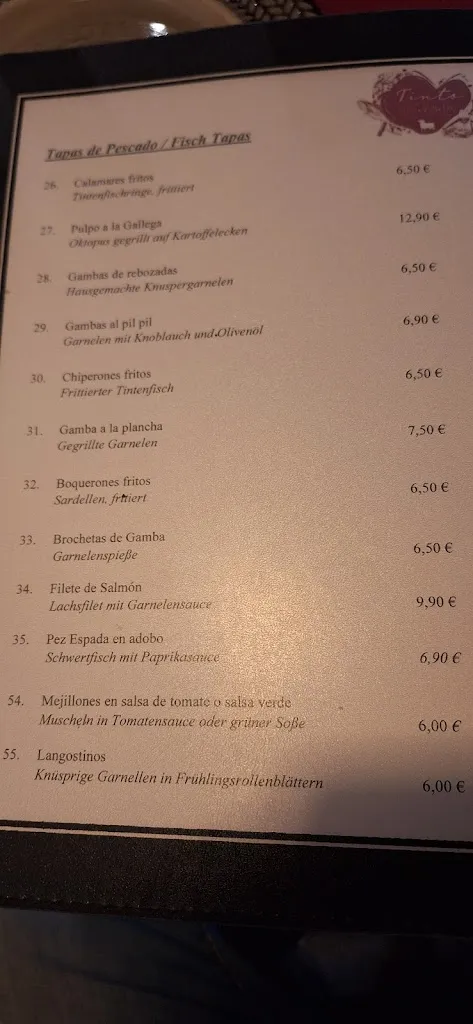 Tinto
Tapas de Pescado / Fisch Tapas
26. Calamares fritos 6,50 €
Tintenfischringe, frittiert
27. Pulpo a la Gallega 12,90 €
Oktopus gegrillt auf Kartoffelecken
28. Gambas de rebozadas 6,50 €
Hausgemachte Knuspergarnelen
29. Gambas al pil pil 6,90 €
Garnelen mit Knoblauch und Olivenöl
30. Chiperones fritos 6,50 €
Frittierter Tintenfisch
31. Gamba a la plancha 7,50 €
Gegrillte Garnelen
32. Boquerones fritos 6,50 €
Sardellen, frittiert
33. Brochetas de Gamba 6,50 €
Garnelenspieße
34. Filete de Salmón 9,90 €
Lachsfilet mit Garnelensauce
35. Pez Espada en adobo 6,90 €
Schwertfisch mit Paprikasauce
54. Mejillones en salsa de tomate o salsa verde 6,00 €
Muscheln in Tomatensauce oder grüner Soße
55. Langostinos 6,00 €
Knüsprige Garnellen in Frühlingsrollenblättern